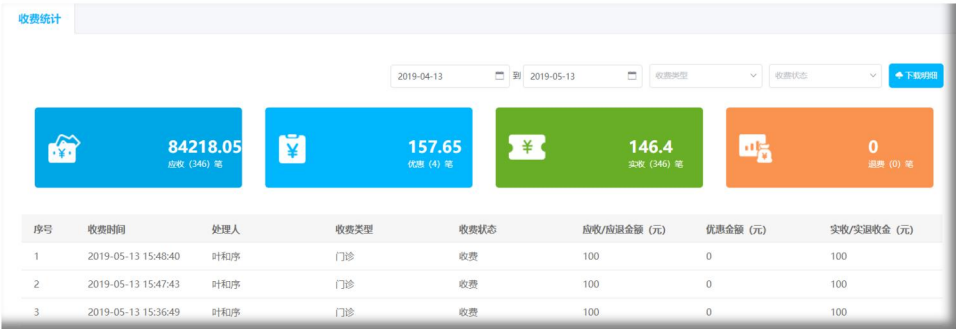 收费统计
2019-04-13 到 2019-05-13 收费类型 收费状态 下载明细
84218.05 157.65 146.4 0
应收（346）笔 优惠（4）笔 实收（346）笔 退费（0）笔
序号 收费时间 处理人 收费类型 收费状态 应收/应退金额（元） 优惠金额（元） 实收/实退收金（元）
1 2019-05-13 15:48:40 叶和序 门诊 收费 100 0 100
2 2019-05-13 15:47:43 叶和序 门诊 收费 100 0 100
3 2019-05-13 15:36:49 叶和序 门诊 收费 100 0 100